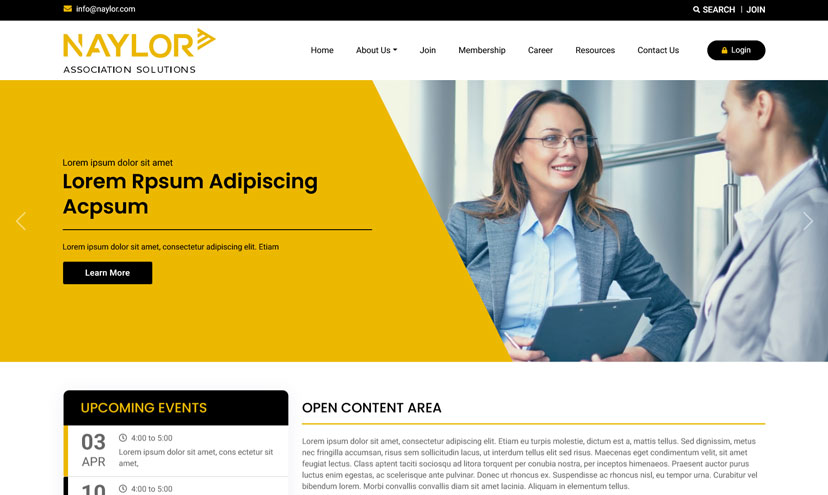 info@naylor.com
SEARCH | JOIN
NAYLOR
ASSOCIATION SOLUTIONS
Home About Us Join Membership Career Resources Contact Us Login
Lorem ipsum dolor sit amet
Lorem Rpsum Adipiscing
Acpsum
Lorem ipsum dolor sit amet, consectetur adipiscing elit. Etiam
Learn More
UPCOMING EVENTS
03
APR
4:00 to 5:00
Lorem ipsum dolor sit amet, cons ectetur sit
amet,
10
4:00 to 5:00
OPEN CONTENT AREA
Lorem ipsum dolor sit amet, consectetur adipiscing elit. Etiam eu turpis molestie, dictum est a, mattis tellus. Sed dignissim, metus
nec fringilla accumsan, risus sem sollicitudin lacus, ut interdum tellus elit sed risus. Maecenas eget condimentum velit, sit amet
feugiat lectus. Class aptent taciti sociosqu ad litora torquent per conubia nostra, per inceptos himenaeos. Praesent auctor purus
luctus enim egestas, ac scelerisque ante pulvinar. Donec ut rhoncus ex. Suspendisse ac rhoncus nisl, eu tempor urna. Curabitur vel
bibendum lorem. Morbi convallis convallis diam sit amet lacinia. Aliquam in elementum tellus.